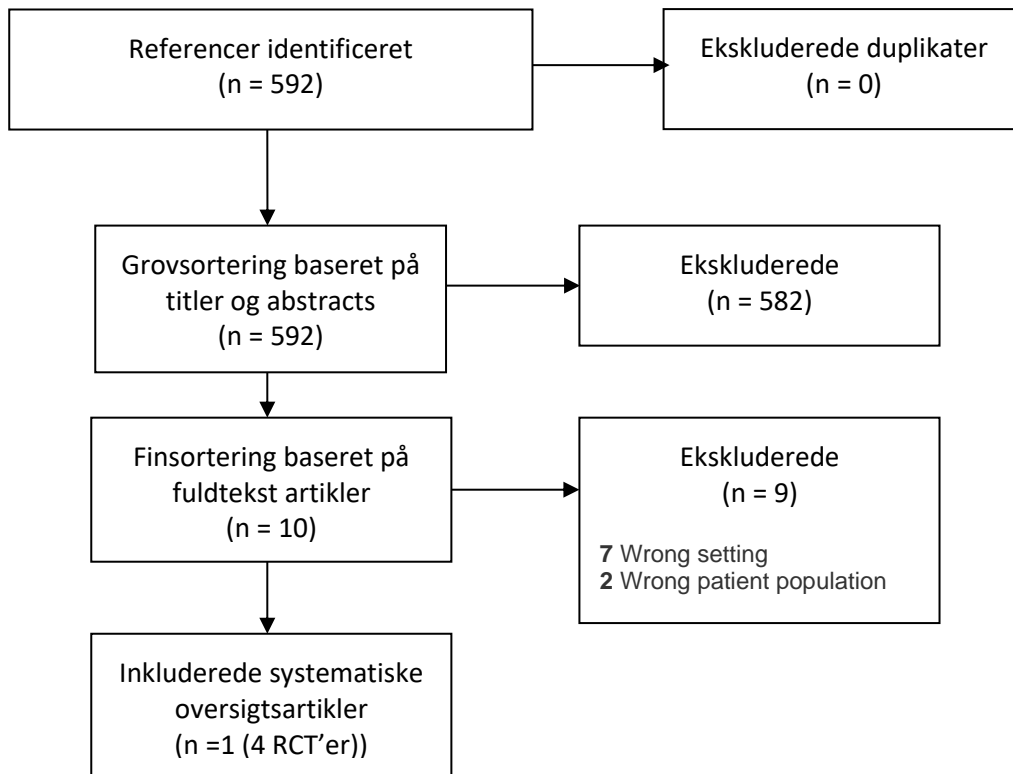 Referencer identificeret
(n = 592)
Ekskluderede duplikater
(n = 0)
Grovsortering baseret på
titler og abstracts
(n = 592)
Ekskluderede
(n = 582)
Finsortering baseret på
fuldtekst artikler
(n = 10)
Ekskluderede
(n = 9)
7 Wrong setting
2 Wrong patient population
Inkluderede systematiske
oversigtsartikler
(n =1 (4 RCT’er))